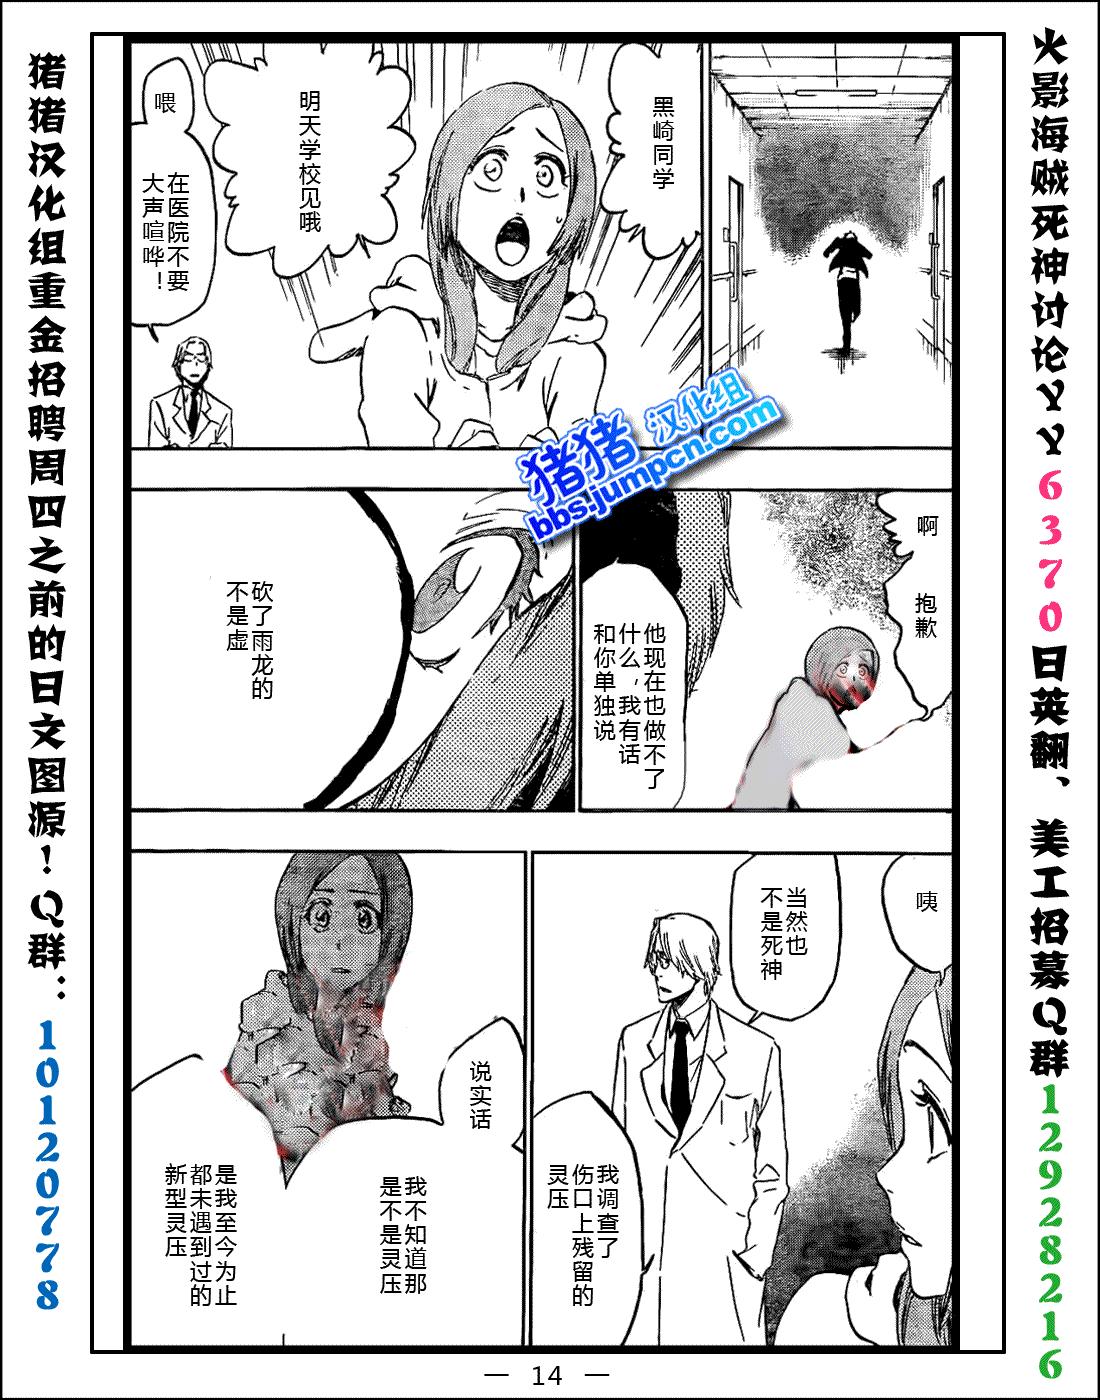 火影海贼死神讨论YY6370日英翻、美工招募Q群12928216
黑崎同学
明天学校见哦
喂
在医院不要
大声喧哗！
猪猪汉化组
bbs.jumpcn.com
啊
抱歉
他现在也做不了
什么，我有话
和你单独说
砍了雨龙的
不是虚
咦
当然也
不是死神
我调查了
伤口上残留的
灵压
说实话
我不知道那
是不是灵压
是我至今为止
都未遇到过的
新型灵压
猪猪汉化组重金招聘周四之前的日文图源！Q群：10120778
— 14 —